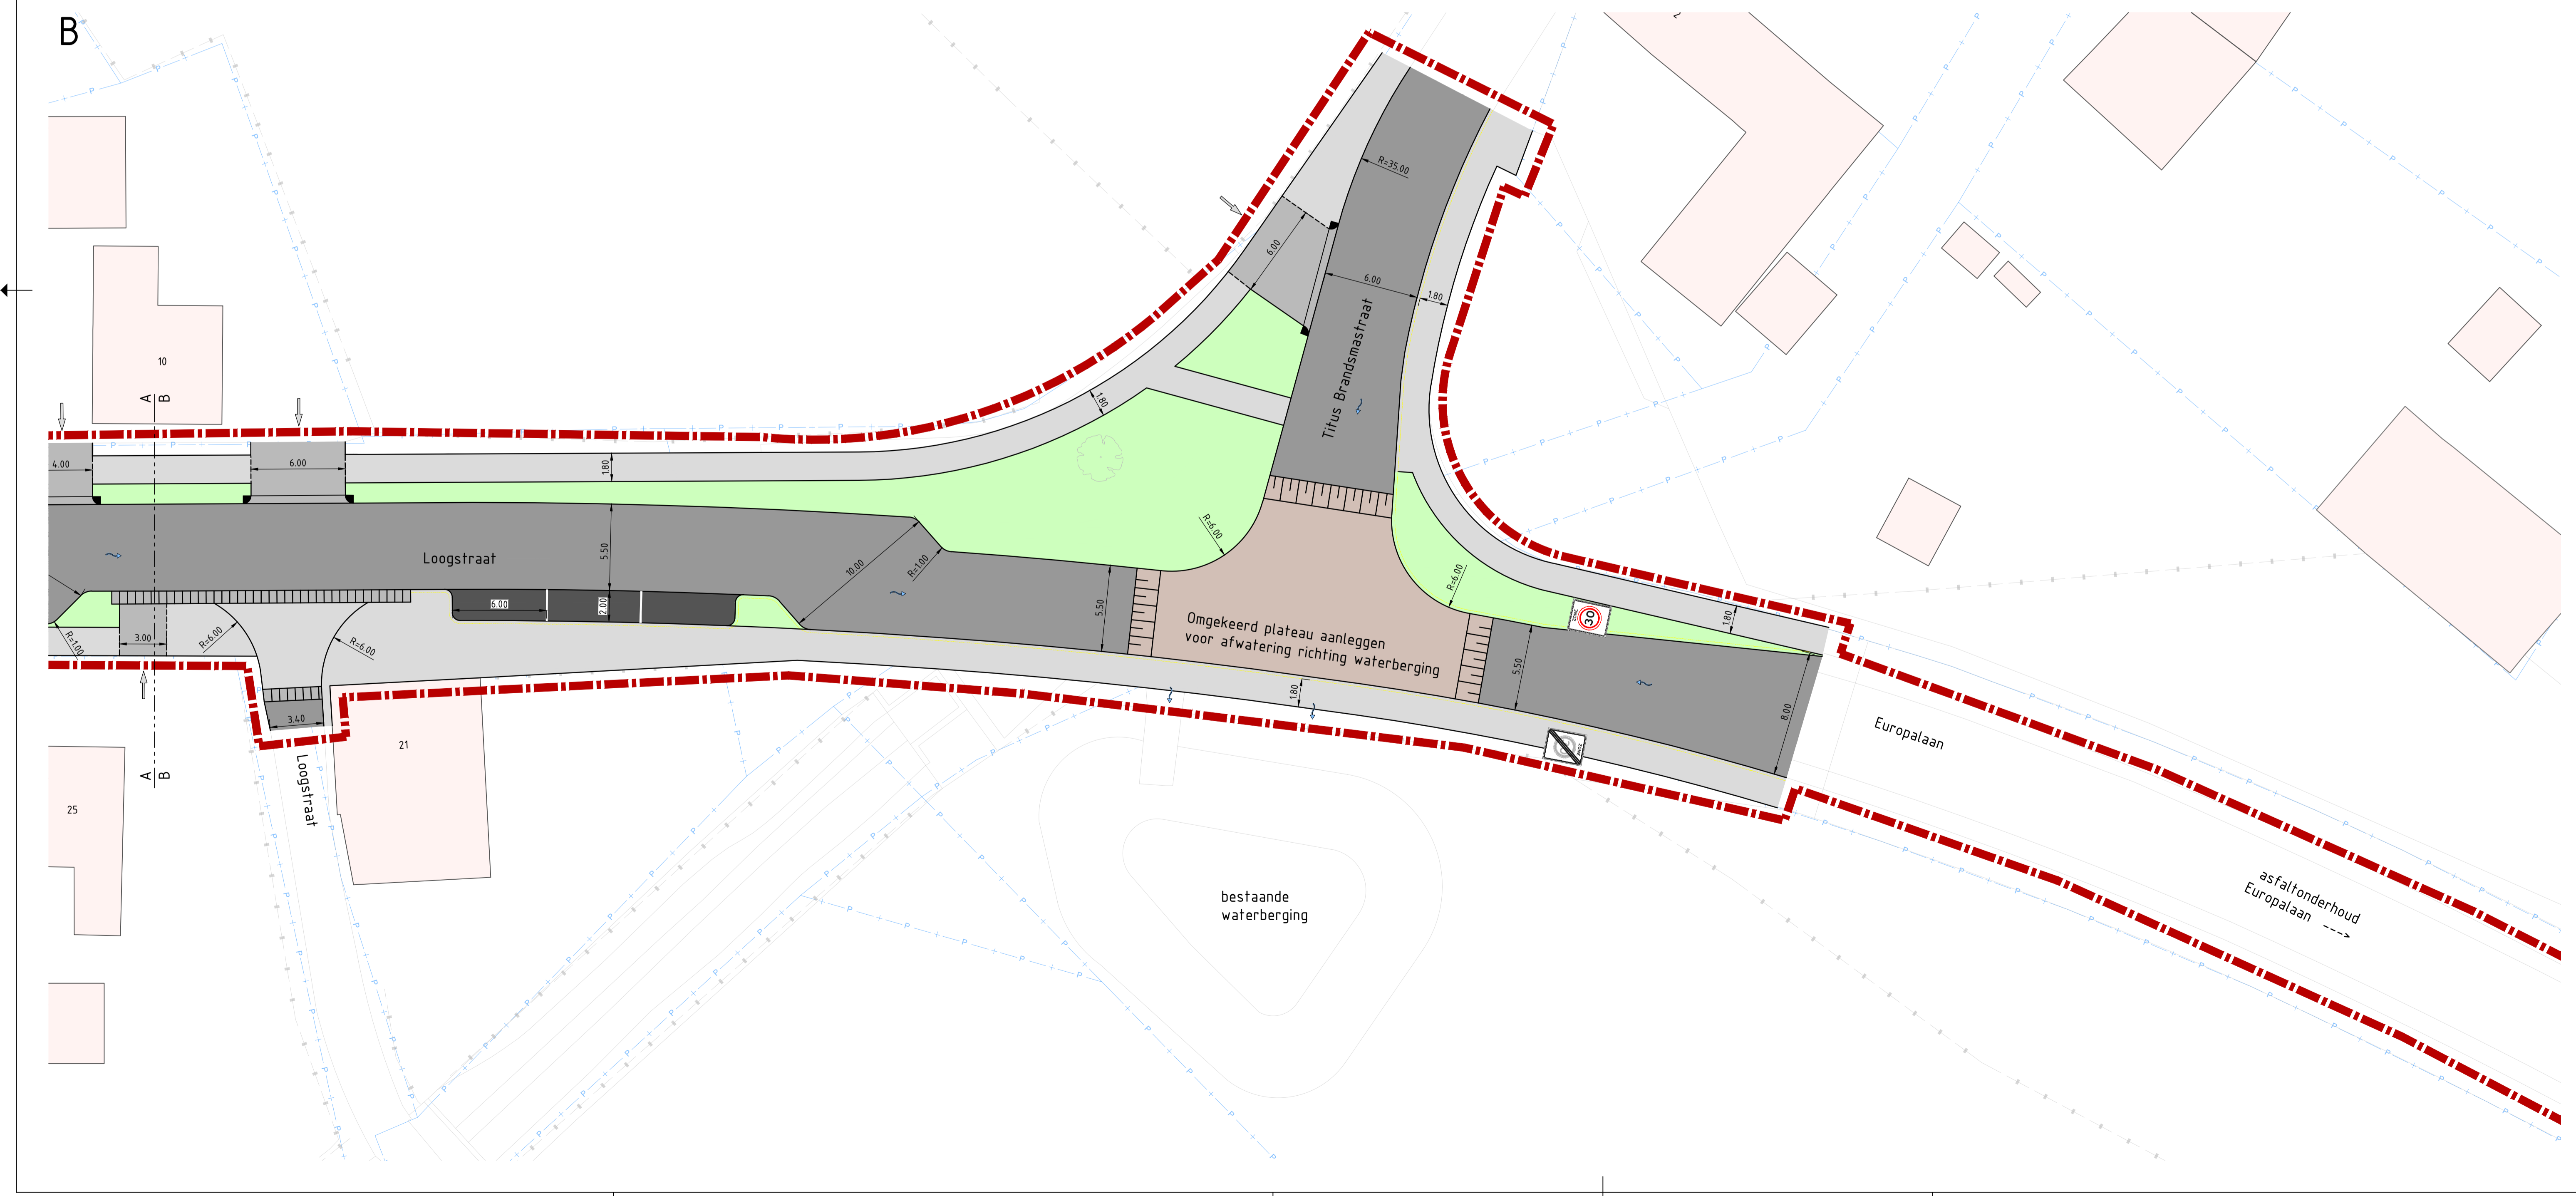 B
2
R=35.00
6.00
6.00
1.80
Titus Brandsmastraat
10
A B
1.80
4.00
6.00
1.80
Loogstraat
5.50
10.00
R=1.00
R=6.00
R=6.00
5.50
Omgekeerd plateau aanleggen
voor afwatering richting waterberging
ZONE
30
1.80
6.00
2.00
5.50
3.00
R=1.00
R=6.00
R=6.00
1.80
8.00
Europalaan
3.40
21
Loogstraat
A B
25
bestaande
waterberging
asfaltonderhoud
Europalaan --->